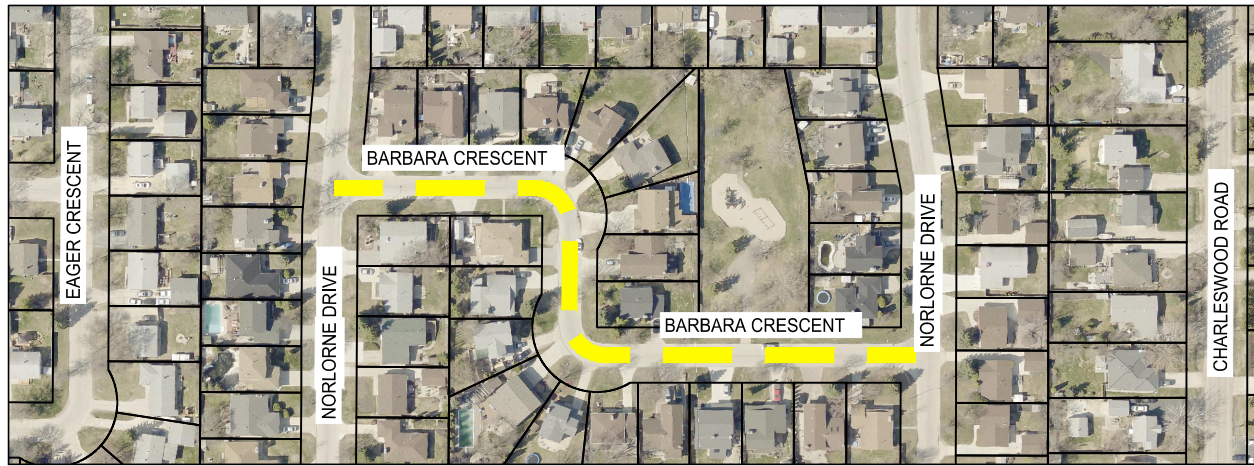 BARBARA CRESCENT
EAGER CRESCENT
NORLORNE DRIVE
BARBARA CRESCENT
NORLORNE DRIVE
CHARLESWOOD ROAD